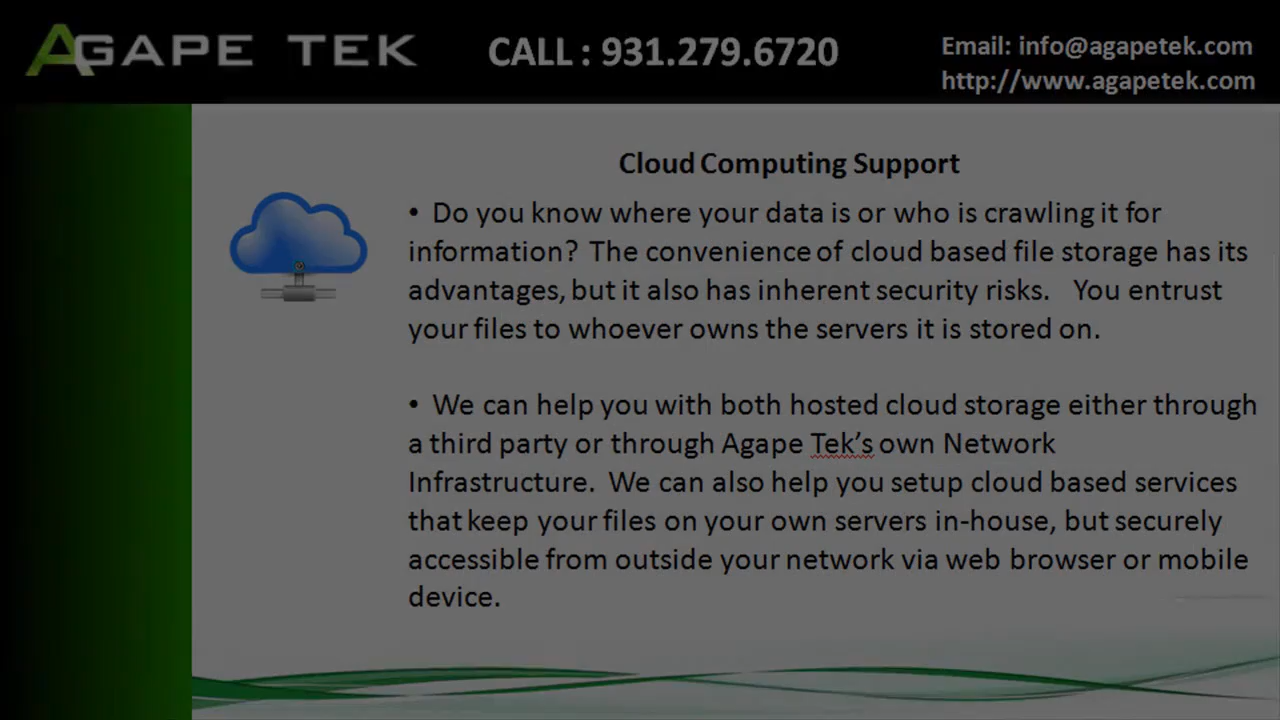 AGAPE TEK
CALL : 931.279.6720
Email: info@agapetek.com
http://www.agapetek.com
Cloud Computing Support
• Do you know where your data is or who is crawling it for
information? The convenience of cloud based file storage has its
advantages, but it also has inherent security risks. You entrust
your files to whoever owns the servers it is stored on.
• We can help you with both hosted cloud storage either through
a third party or through Agape Tek’s own Network
Infrastructure. We can also help you setup cloud based services
that keep your files on your own servers in-house, but securely
accessible from outside your network via web browser or mobile
device.